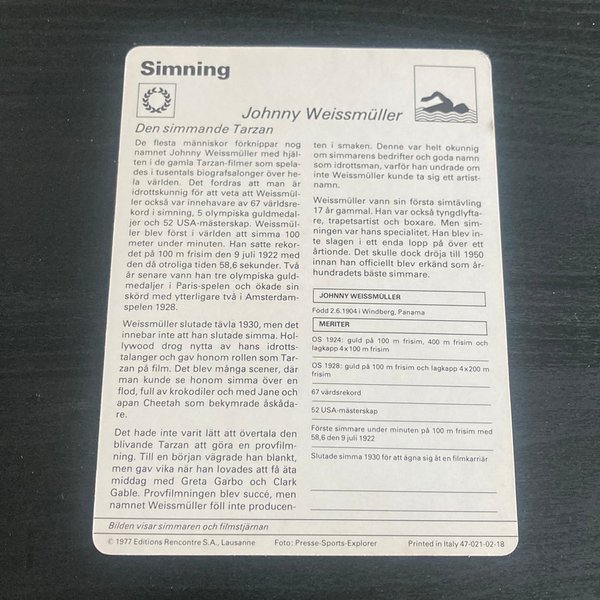 Simning
Johnny Weissmüller
Den simmande Tarzan
De flesta människor förknippar nog
namnet Johnny Weissmüller med hjäl-
ten i de gamla Tarzan-filmer som spela-
des i tusentals biografsalonger över he-
la världen. Det fordras att man är
idrottskunnig för att veta att Weissmül-
ler också var innehavare av 67 världsre-
kord i simning, 5 olympiska guldmedal-
jer och 52 USA-mästerskap. Weissmül-
ler blev först i världen att simma 100
meter under minuten. Han satte rekor-
det på 100 m frisim den 9 juli 1922 med
den då otroliga tiden 58,6 sekunder. Två
år senare vann han tre olympiska guld-
medaljer i Paris-spelen och ökade sin
skörd med ytterligare två i Amsterdam-
spelen 1928.
Weissmüller slutade tävla 1930, men det
innebar inte att han slutade simma. Hol-
lywood drog nytta av hans idrotts-
talanger och gav honom rollen som Tar-
zan på film. Det blev många scener, där
man kunde se honom simma över en
flod, full av krokodiler och med Jane och
apan Cheetah som bekymrade åskåda-
re.
Det hade inte varit lätt att övertala den
blivande Tarzan att göra en provfilm-
ning. Till en början vägrade han blankt,
men gav vika när han lovades att få äta
middag med Greta Garbo och Clark
Gable. Provfilmningen blev succé, men
namnet Weissmüller föll inte producen-
ten i smaken. Denne var helt okunnig
om simmarens bedrifter och goda namn
som idrottsman, varför han undrade om
inte Weissmüller kunde ta sig ett artist-
namn.
Weissmüller vann sin första simtävling
17 år gammal. Han var också tyngdlyfta-
re, trapetsartist och boxare. Men sim-
ningen var hans specialitet. Han blev in-
te slagen i ett enda lopp på över ett
årtionde. Det skulle dock dröja till 1950
innan han officiellt blev erkänd som år-
hundradets bäste simmare.
JOHNNY WEISSMÜLLER
Född 2.6.1904 i Windberg, Panama
MERITER
OS 1924: guld på 100 m frisim, 400 m frisim och
lagkapp 4x100 m frisim
OS 1928: guld på 100 m frisim och lagkapp 4x200 m
frisim
67 värdsrekord
52 USA-mästerskap
Förste simmare under minuten på 100 m frisim med
58,6 den 9 juli 1922
Slutade simma 1930 för att ägna sig åt en filmkarriär
Bilden visar simmaren och filmstjärnan
© 1977 Editions Rencontre S.A., Lausanne Foto: Presse-Sports-Explorer Printed in Italy 47-021-02-18